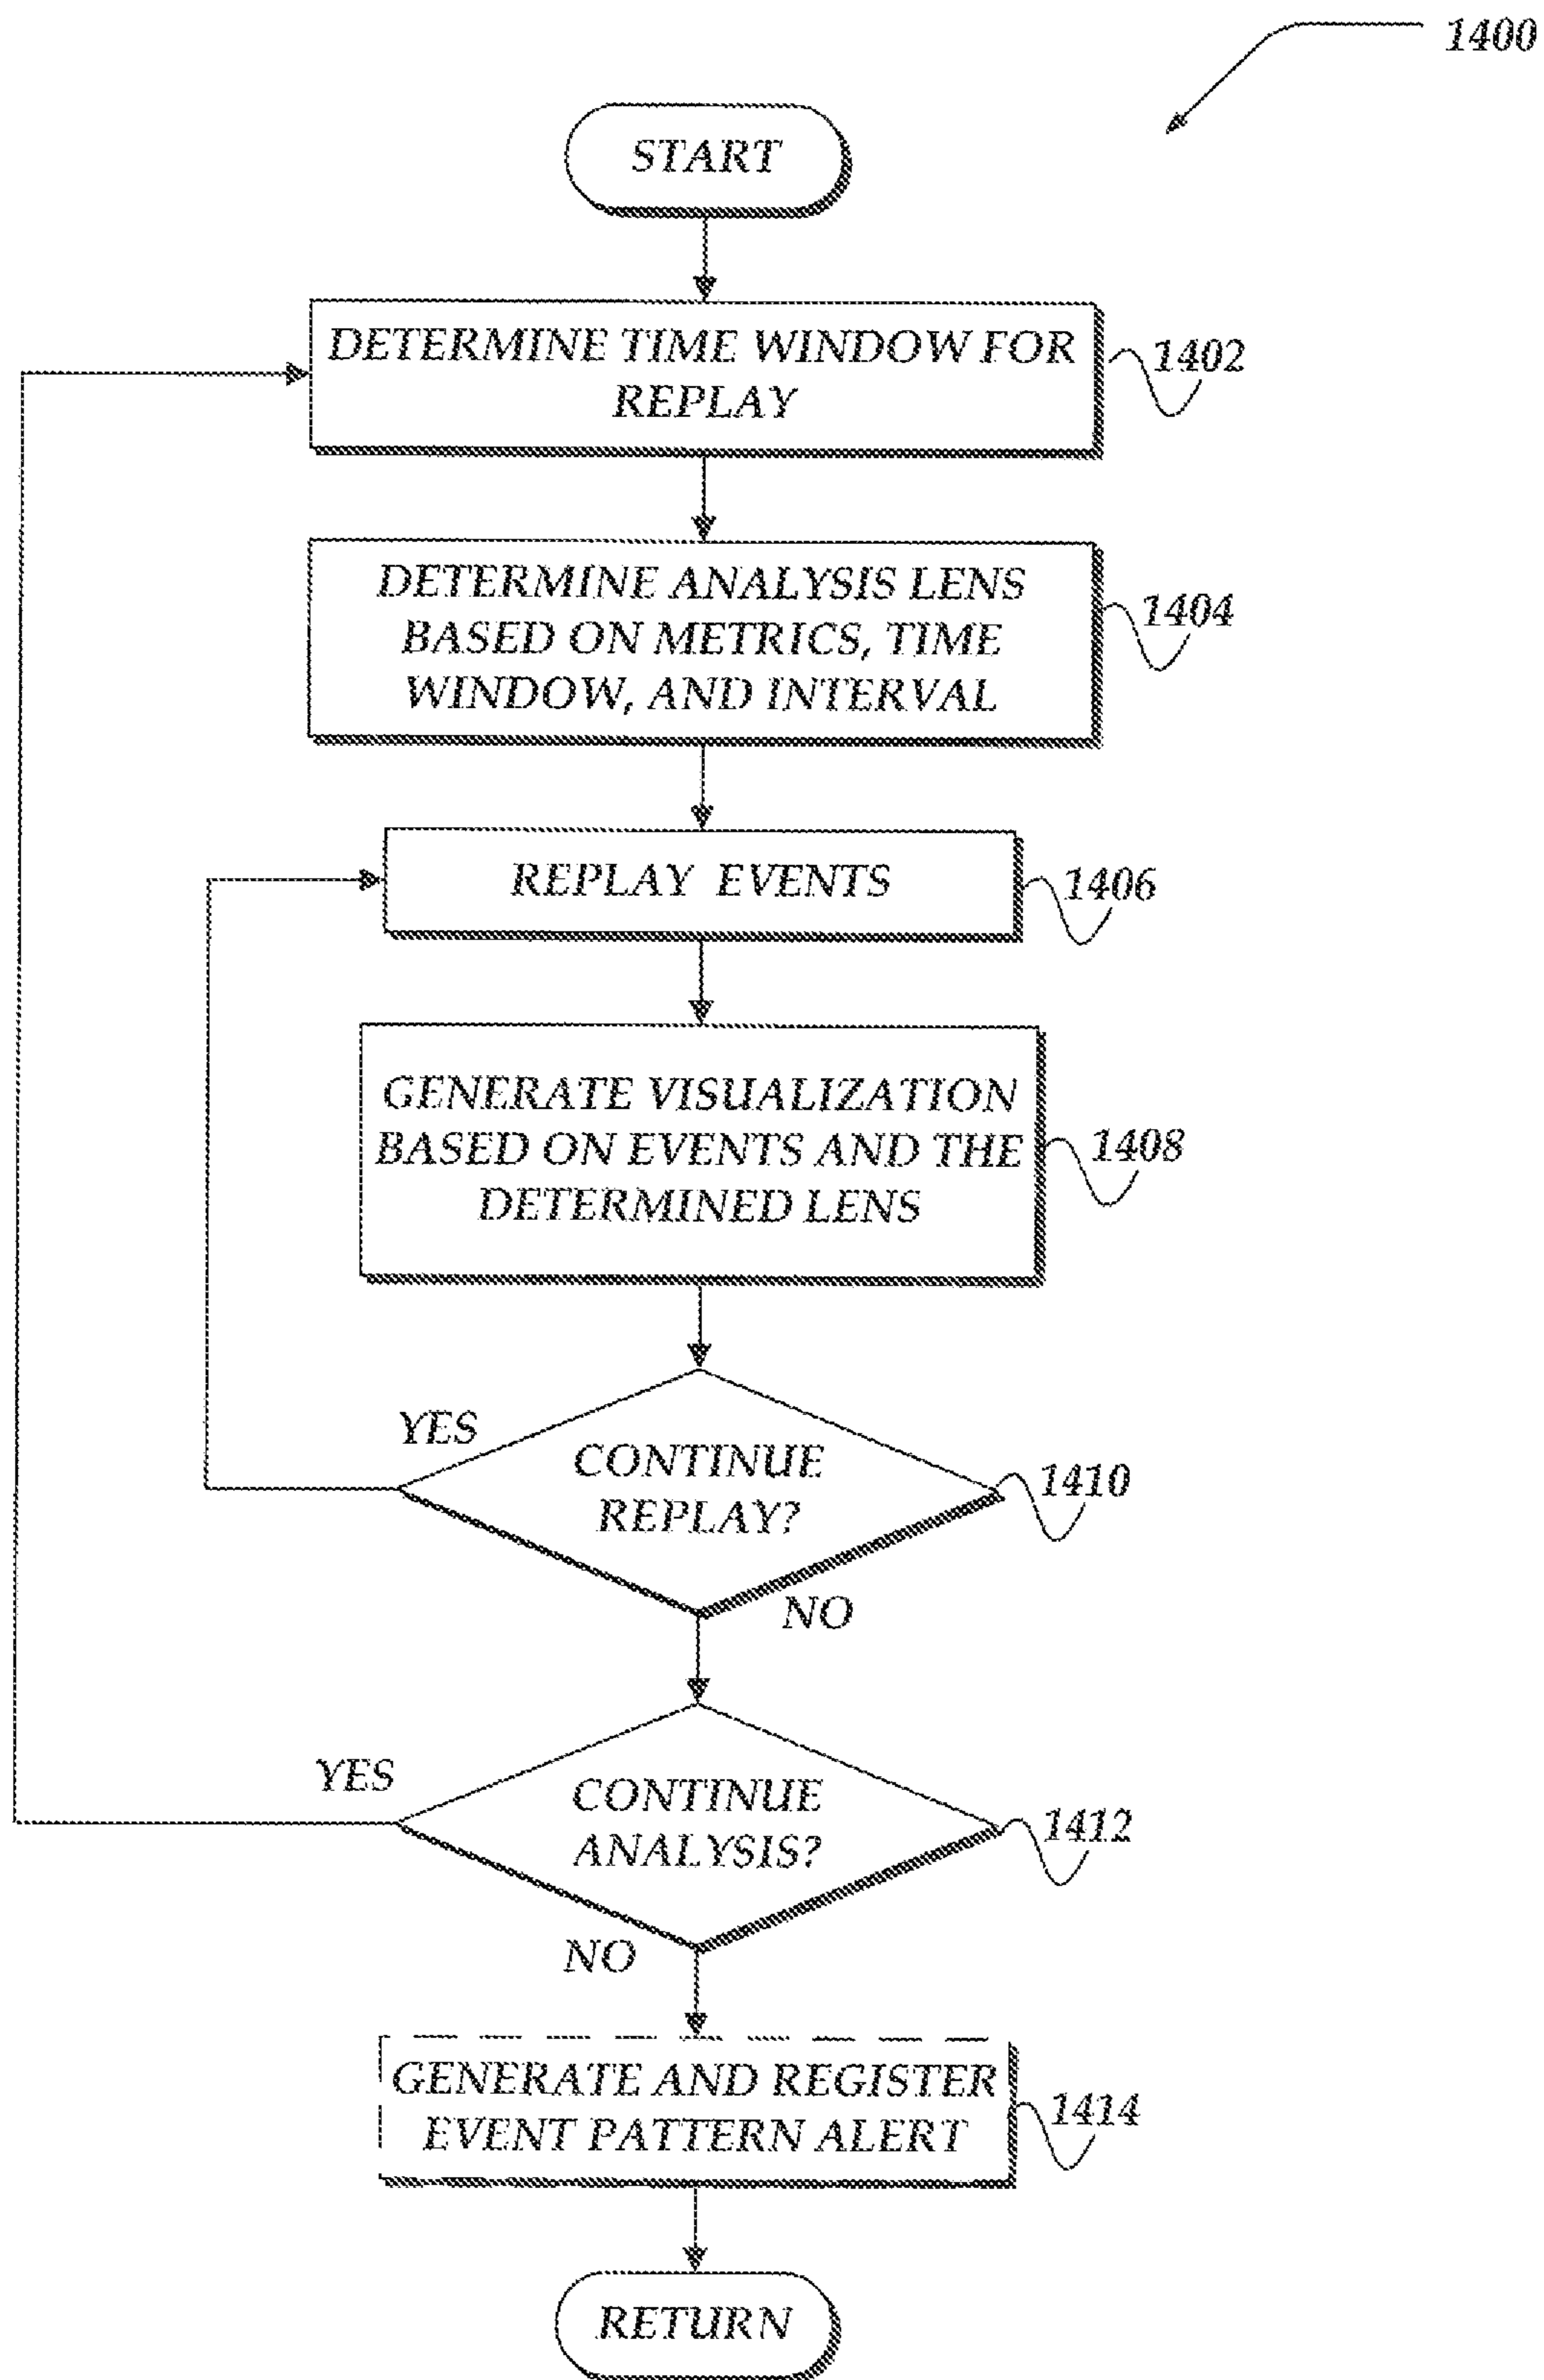 1400
START
DETERMINE TIME WINDOW FOR
REPLAY
1402
DETERMINE ANALYSIS LENS
BASED ON METRICS, TIME
WINDOW, AND INTERVAL
1404
REPLAY EVENTS
1406
GENERATE VISUALIZATION
BASED ON EVENTS AND THE
DETERMINED LENS
1408
YES
CONTINUE
REPLAY?
1410
NO
YES
CONTINUE
ANALYSIS?
1412
NO
GENERATE AND REGISTER
EVENT PATTERN ALERT
1414
RETURN